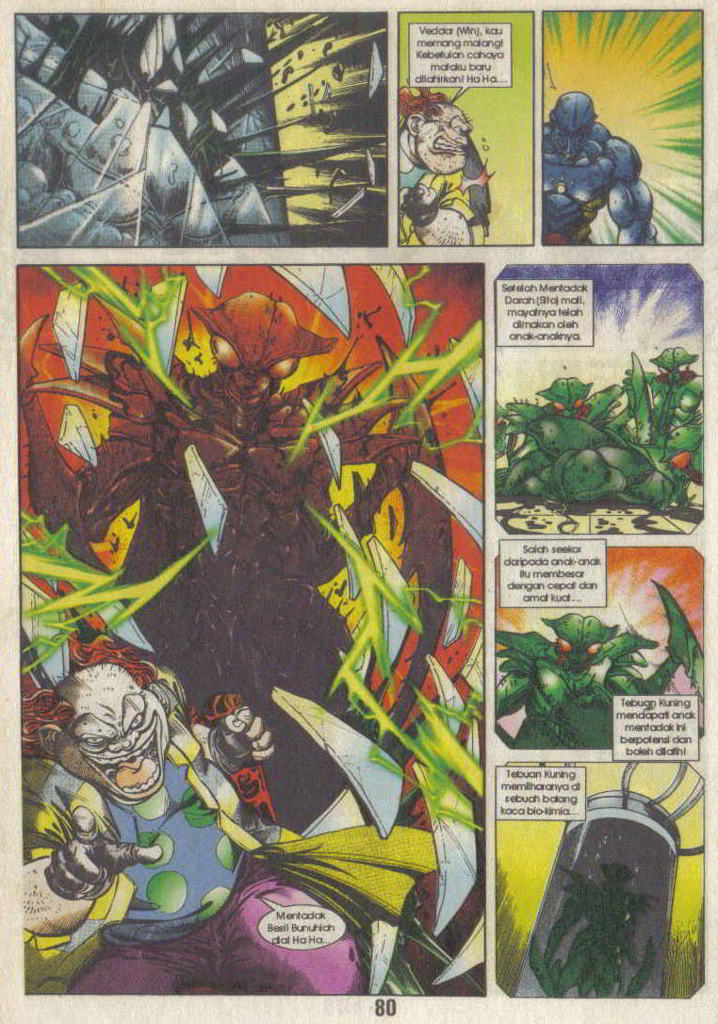 Veddar (Win), kau
memang malang!
Kebetulan cahaya
mataku baru
dilahirkan! Ha Ha....
Setelah Mentadak
Darah (Sito) mati,
mayatnya telah
dimakan oleh
anak-anaknya.
Salah seekor
daripada anak-anak
itu membesar
dengan cepat dan
amat kuat....
Tebuan Kuning
mendapati anak
mentadak ini
berpotensi dan
boleh dilatih!
Tebuan Kuning
memliharanya di
sebuah balang
kaca bio-kimia....
Mentadak
Besi! Bunuhlah
dia! Ha Ha...
80